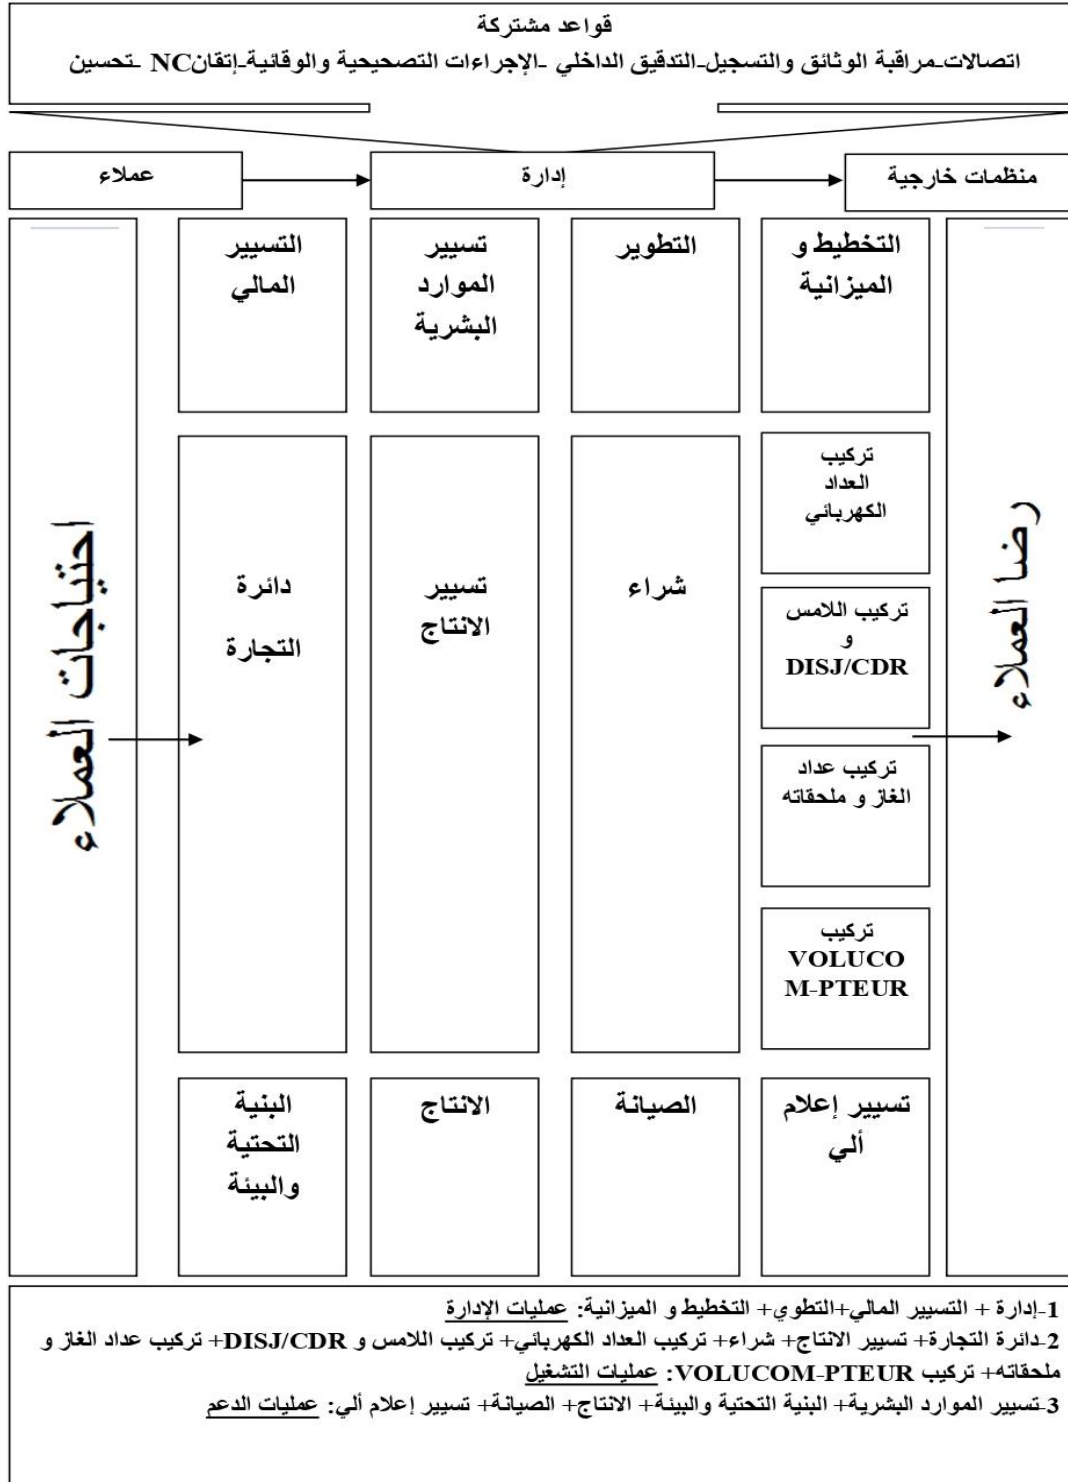 قواعد مشتركة
اتصالات-مراقبة الوثائق والتسجيل-التدقيق الداخلي -الإجراءات التصحيحية والوقائية-إتقانNC -تحسين
عملاء
إدارة
منظمات خارجية
احتياجات العملاء
التسيير
المالي
تسيير
الموارد
البشرية
التطوير
التخطيط و
الميزانية
دائرة
التجارة
تسيير
الانتاج
شراء
تركيب
العداد
الكهربائي
تركيب اللامس
و
DISJ/CDR
تركيب عداد
الغاز و ملحقاته
تركيب
VOLUCO
M-PTEUR
البنية
التحتية
والبيئة
الانتاج
الصيانة
تسيير إعلام
ألي
رضا العملاء
1-إدارة + التسيير المالي+التطوي+ التخطيط و الميزانية: عمليات الإدارة
2-دائرة التجارة+ تسيير الانتاج+ شراء+ تركيب العداد الكهربائي+ تركيب اللامس و DISJ/CDR+ تركيب عداد الغاز و
ملحقاته+ تركيب VOLUCOM-PTEUR: عمليات التشغيل
3-تسيير الموارد البشرية+ البنية التحتية والبيئة+ الانتاج+ الصيانة+ تسيير إعلام ألي: عمليات الدعم